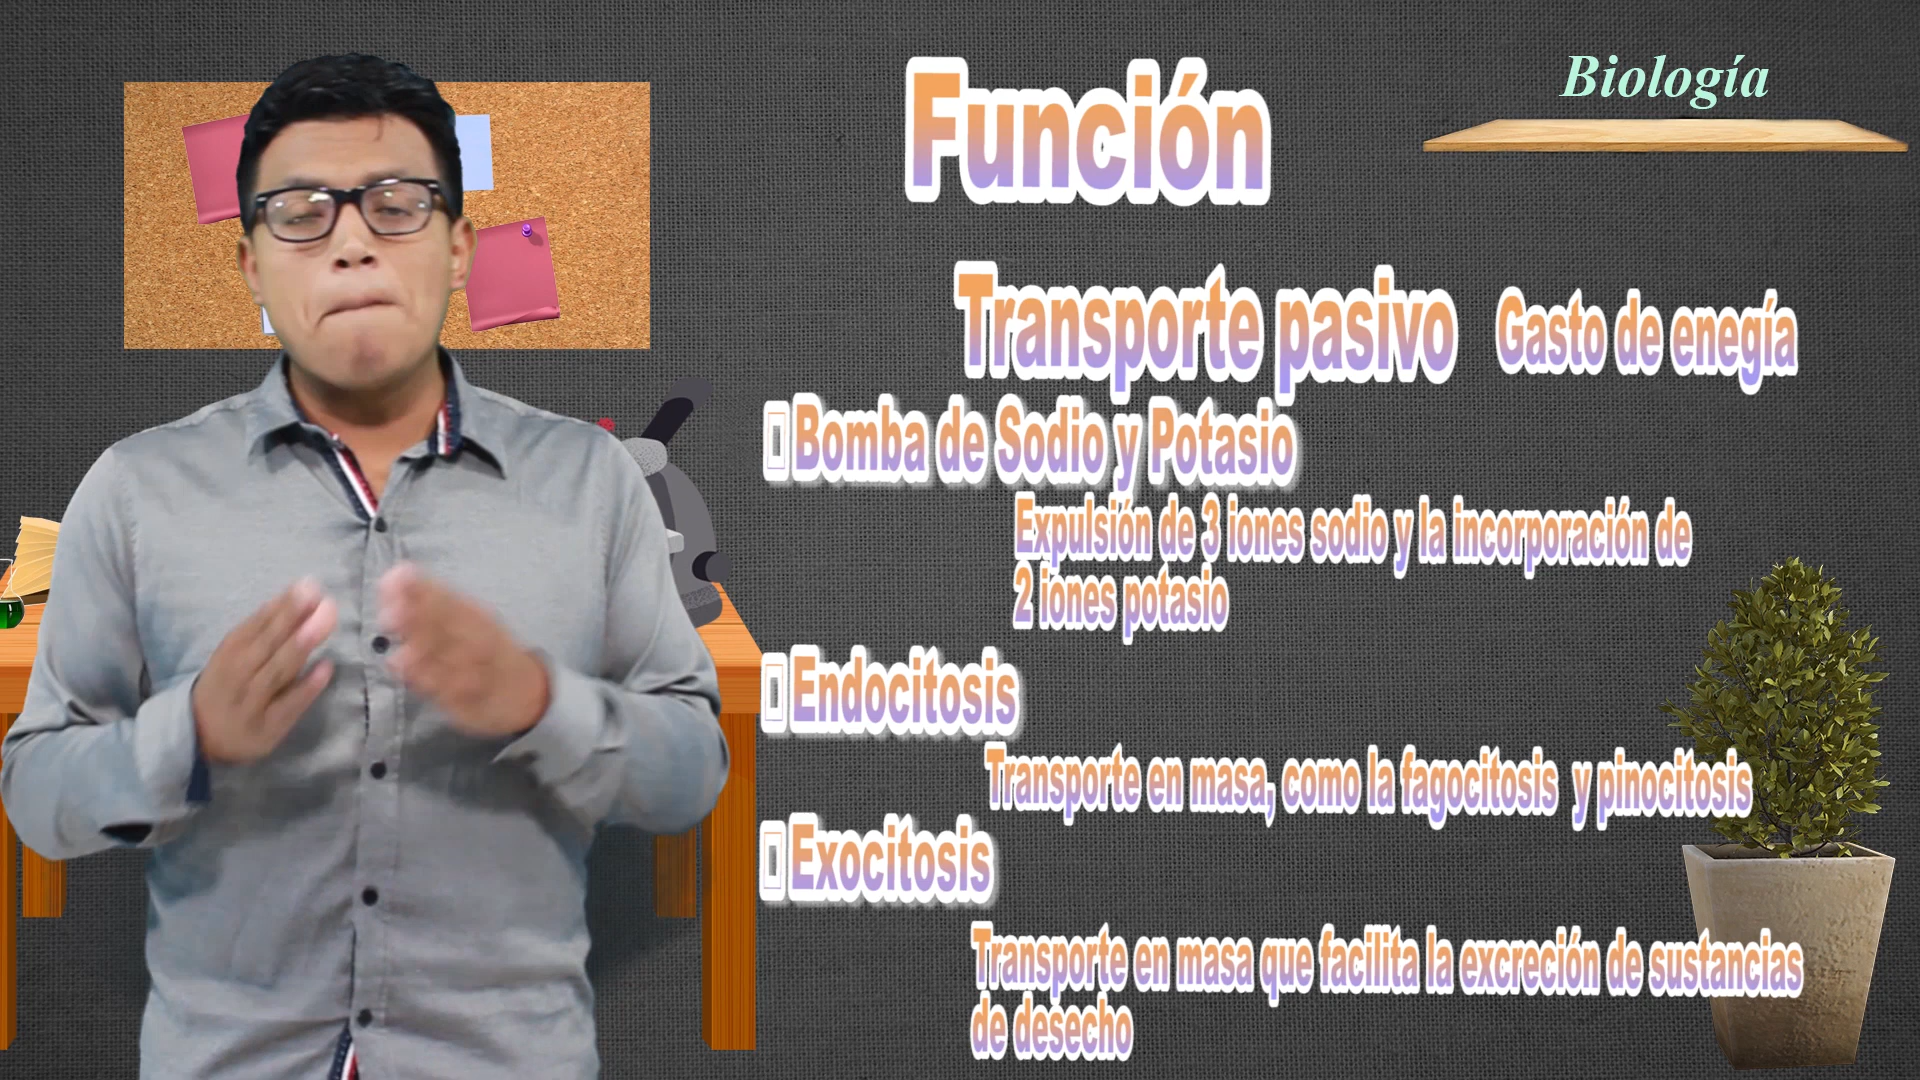 Biología
Función
Transporte pasivo Gasto de enegía
Bomba de Sodio y Potasio
Expulsión de 3 iones sodio y la incorporación de
2 iones potasio
Endocitosis
Transporte en masa, como la fagocitosis y pinocitosis
Exocitosis
Transporte en masa que facilita la excreción de sustancias
de desecho